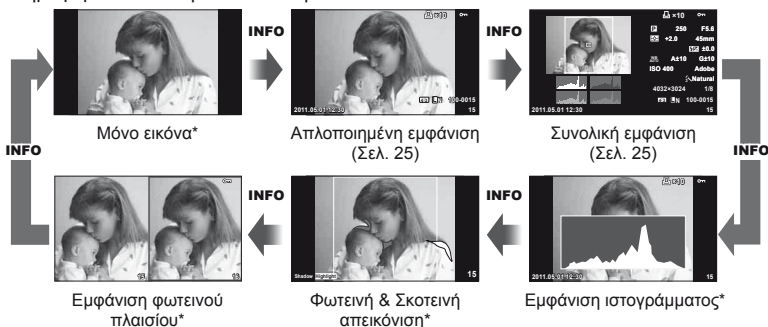 ×10
INFO
INFO
×10
P 250 F5.6
+2.0 45mm
±0.0
A±10 G±10
ISO 400 Adobe
Natural
4032×3024 1/8
N 100-0015
N 100-0015
2011.05.01 12:30 15
2011.05.01 12:30 15
Μόνο εικόνα*
Απλοποιημένη εμφάνιση
(Σελ. 25)
Συνολική εμφάνιση
(Σελ. 25)
INFO
INFO
INFO
INFO
×10
15
16
Shadow Highlight 15
2011.05.01 12:30 15
Εμφάνιση φωτεινού
πλαισίου*
Φωτεινή & Σκοτεινή
απεικόνιση*
Εμφάνιση ιστογράμματος*